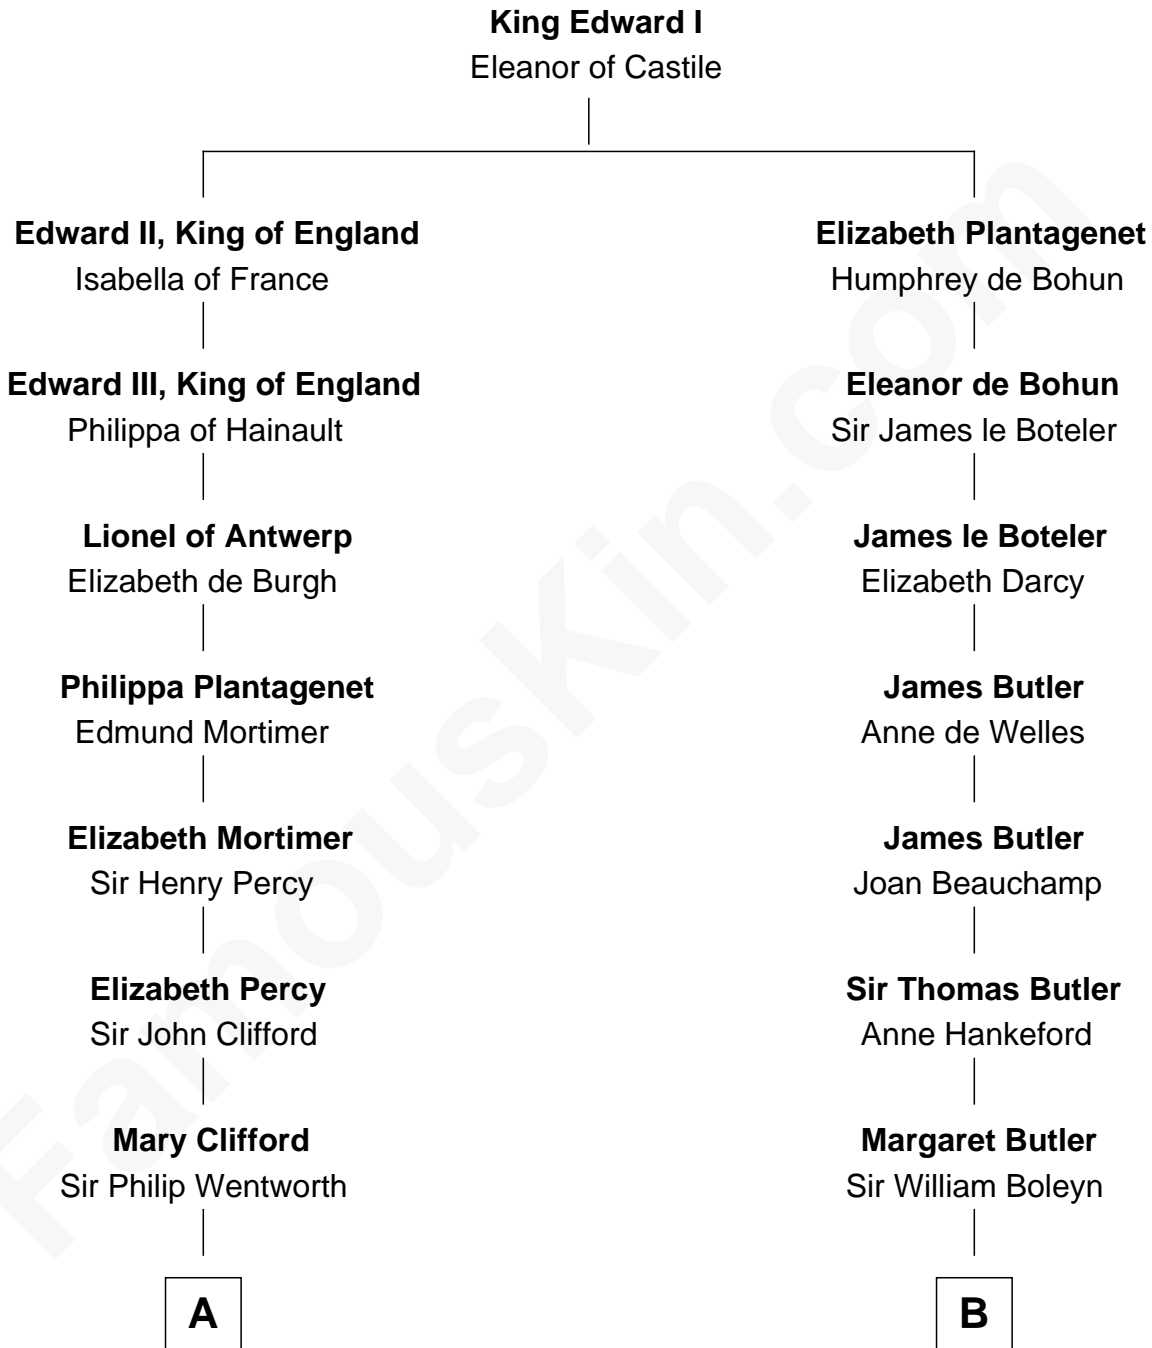 King Edward I
Eleanor of Castile
Edward II, King of England
Isabella of France
Elizabeth Plantagenet
Humphrey de Bohun
Edward III, King of England
Philippa of Hainault
Eleanor de Bohun
Sir James le Boteler
Lionel of Antwerp
Elizabeth de Burgh
James le Boteler
Elizabeth Darcy
Philippa Plantagenet
Edmund Mortimer
James Butler
Anne de Welles
Elizabeth Mortimer
Sir Henry Percy
James Butler
Joan Beauchamp
Elizabeth Percy
Sir John Clifford
Sir Thomas Butler
Anne Hankeford
Mary Clifford
Sir Philip Wentworth
Margaret Butler
Sir William Boleyn
A
B
FamousKin.com